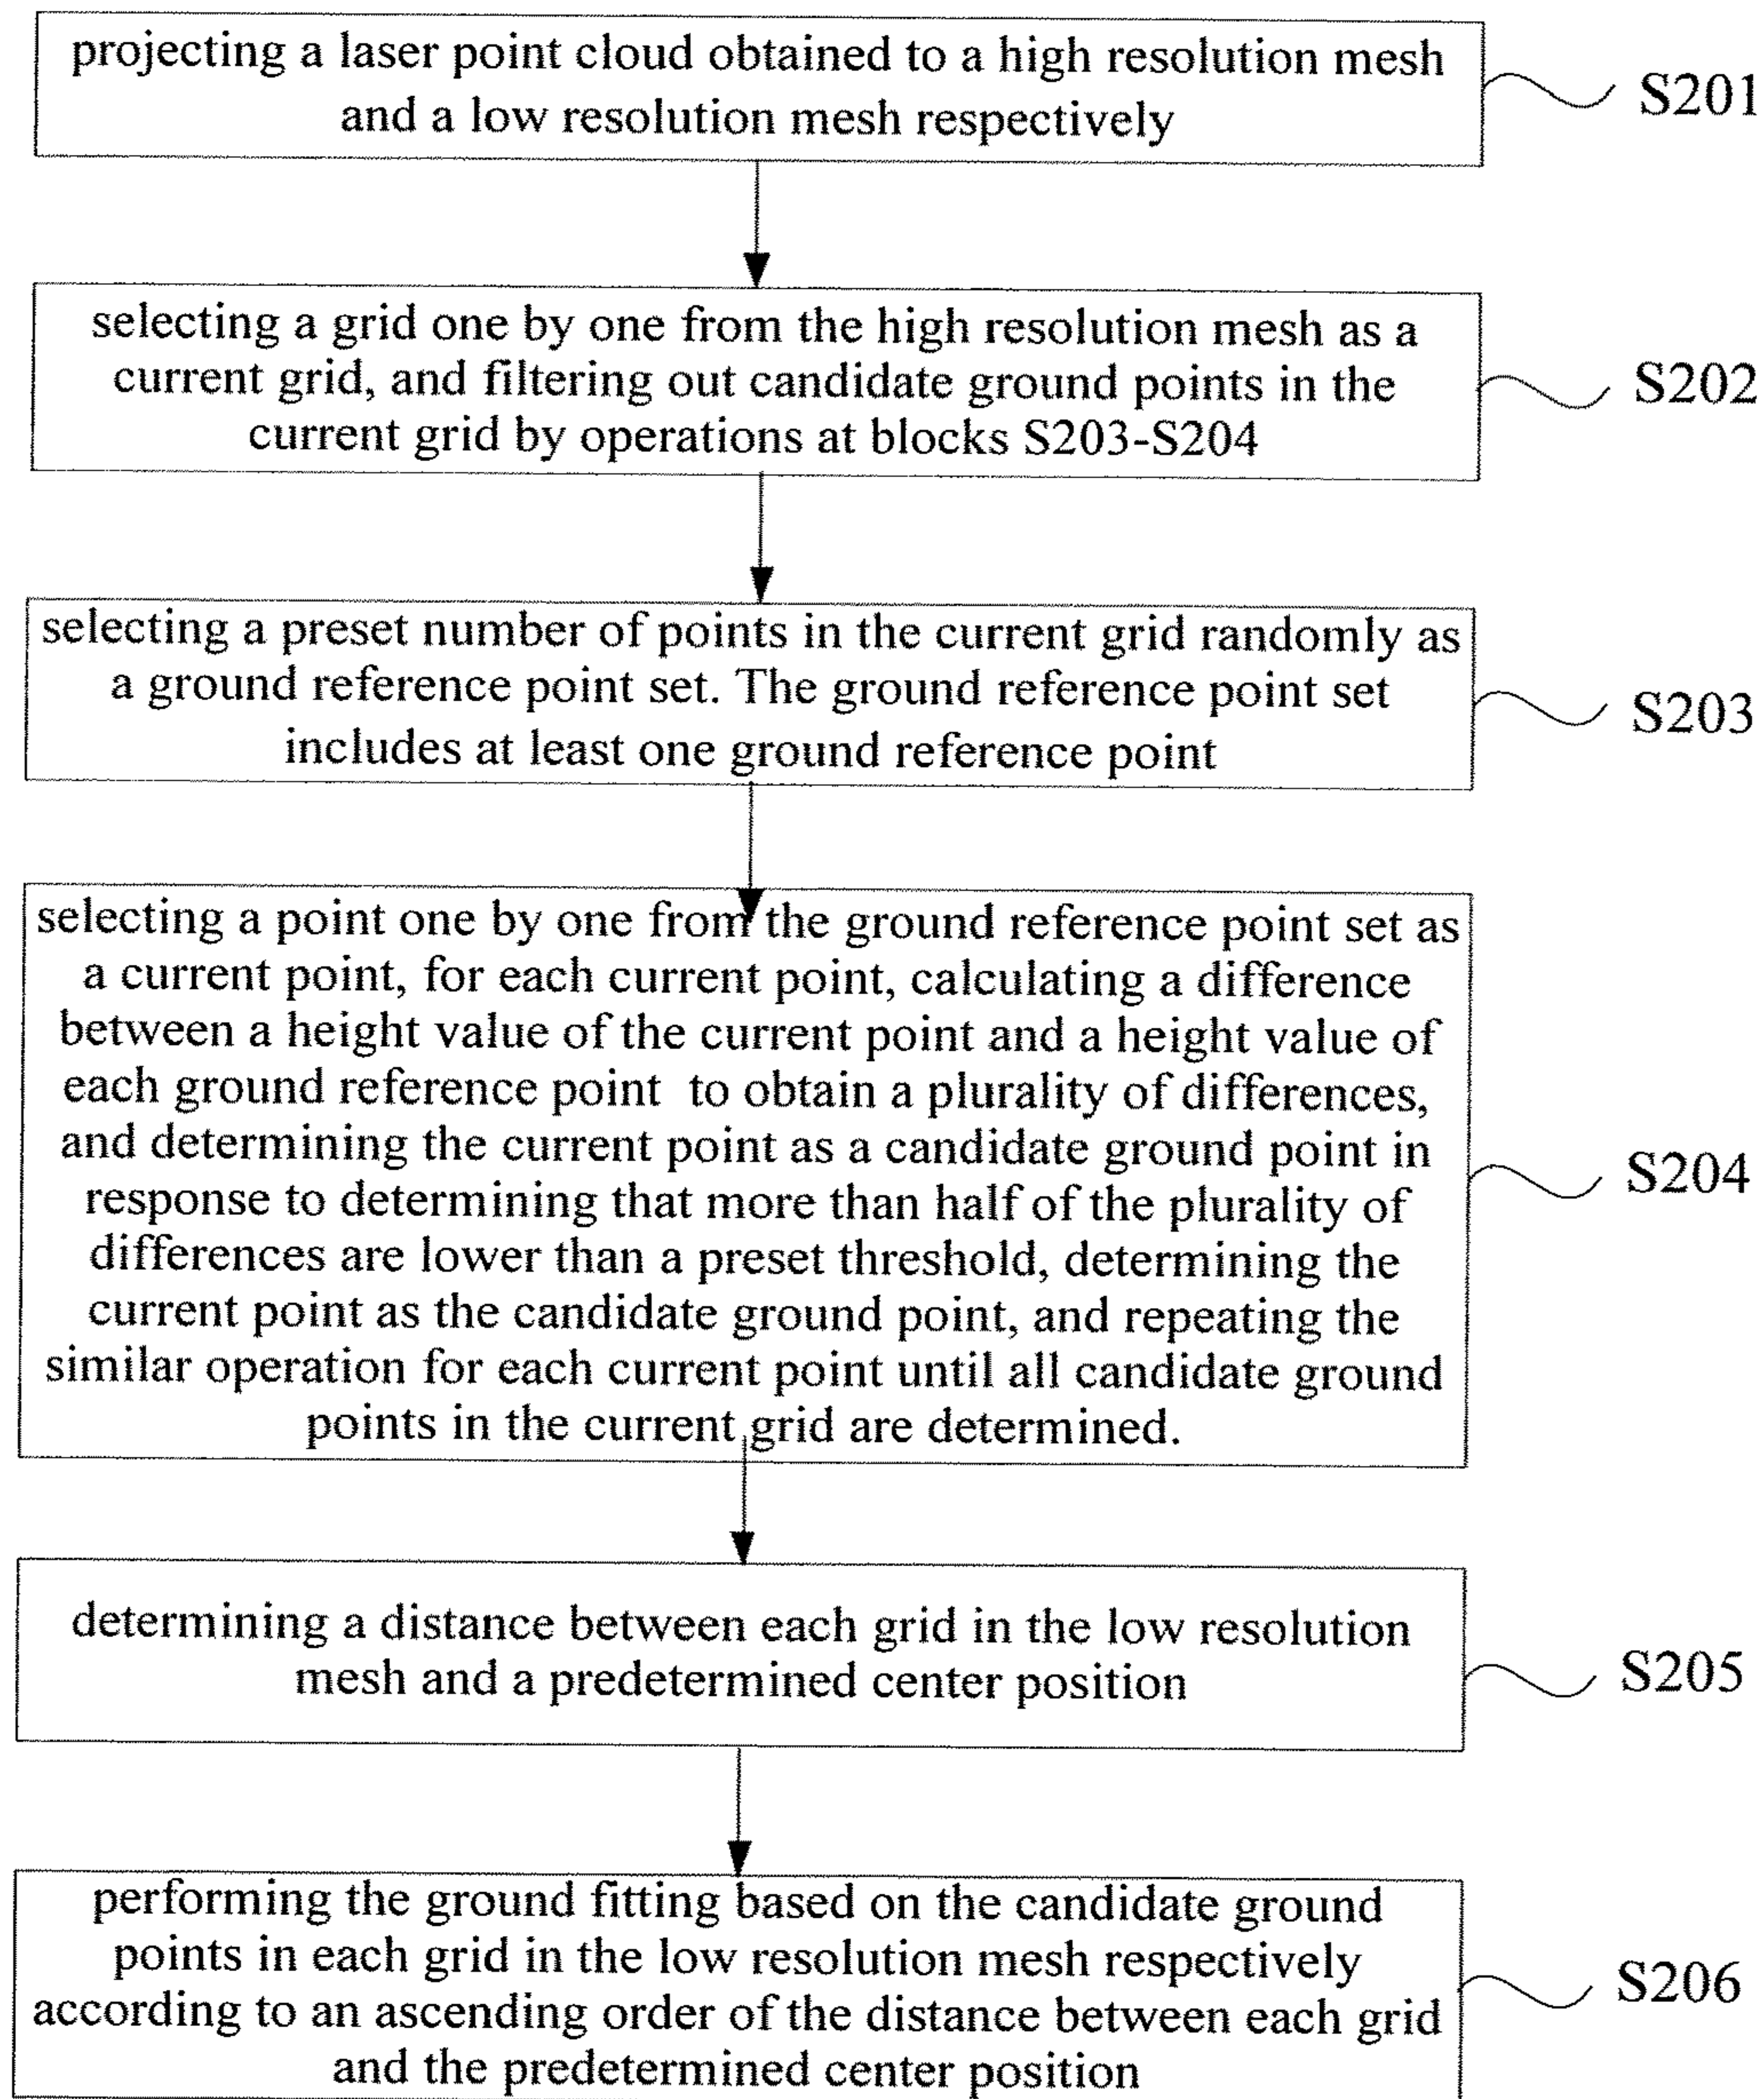 projecting a laser point cloud obtained to a high resolution mesh
and a low resolution mesh respectively
S201
selecting a grid one by one from the high resolution mesh as a
current grid, and filtering out candidate ground points in the
current grid by operations at blocks S203-S204
S202
selecting a preset number of points in the current grid randomly as
a ground reference point set. The ground reference point set
includes at least one ground reference point
S203
selecting a point one by one from the ground reference point set as
a current point, for each current point, calculating a difference
between a height value of the current point and a height value of
each ground reference point to obtain a plurality of differences,
and determining the current point as a candidate ground point in
response to determining that more than half of the plurality of
differences are lower than a preset threshold, determining the
current point as the candidate ground point, and repeating the
similar operation for each current point until all candidate ground
points in the current grid are determined.
S204
determining a distance between each grid in the low resolution
mesh and a predetermined center position
S205
performing the ground fitting based on the candidate ground
points in each grid in the low resolution mesh respectively
according to an ascending order of the distance between each grid
and the predetermined center position
S206